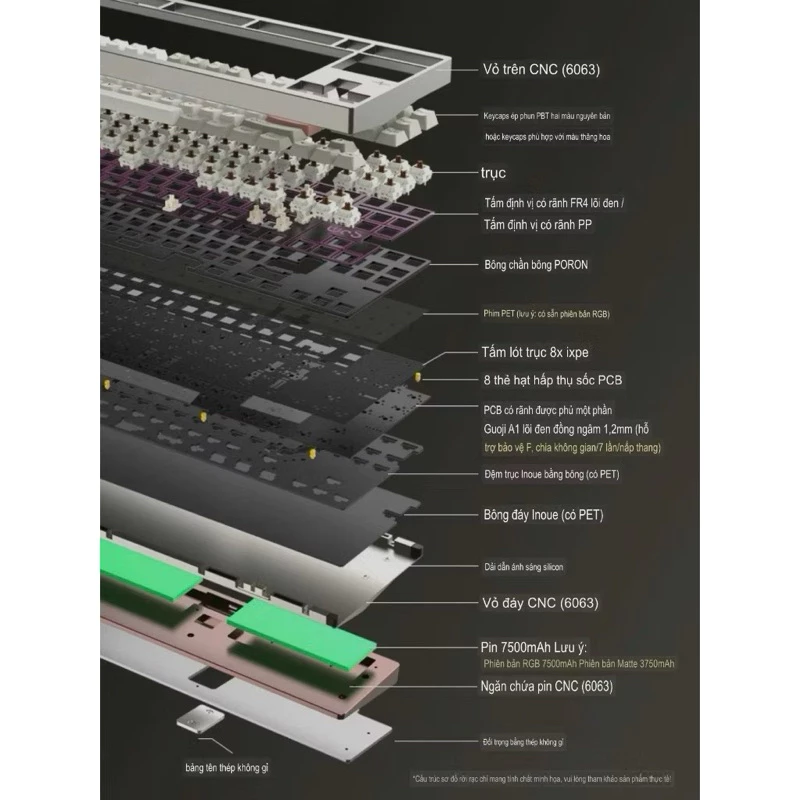 Vỏ trên CNC (6063)
Keycaps ép phun PBT hai màu nguyên bản
hoặc keycaps phù hợp với màu thăng hoa
trục
Tấm định vị có rãnh FR4 lõi đen /
Tấm định vị có rãnh PP
Bông chần bông PORON
Phim PET (lưu ý: có sẵn phiên bản RGB)
Tấm lót trục 8x ixpe
8 thẻ hạt hấp thụ sốc PCB
PCB có rãnh được phủ một phần
Guoji A1 lõi đen đồng ngâm 1,2mm (hỗ
trợ bảo vệ F, chia không gian/7 lần/nấp thang)
Đệm trục Inoue bằng bông (có PET)
Bông đáy Inoue (có PET)
Dải dẫn ánh sáng silicon
Vỏ đáy CNC (6063)
Pin 7500mAh Lưu ý:
Phiên bản RGB 7500mAh Phiên bản Matte 3750mAh
Ngăn chứa pin CNC (6063)
Đối trọng bằng thép không gỉ
bảng tên thép không gỉ
*Cấu trúc sơ đồ rời rạc chỉ mang tính chất minh họa, vui lòng tham khảo sản phẩm thực tế!